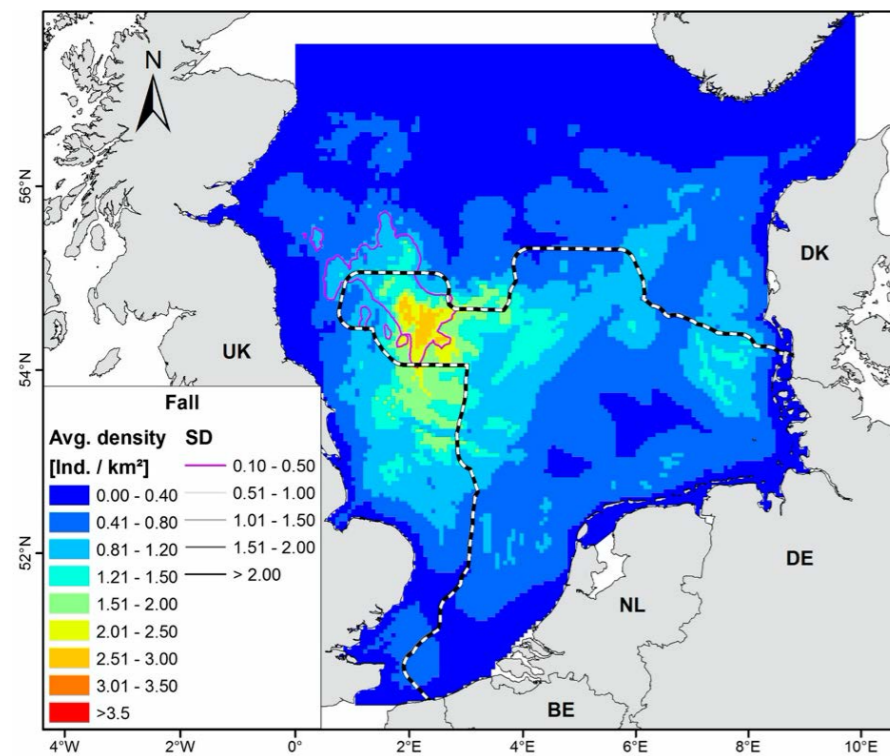 N
56°N
54°N
52°N
UK
DK
DE
NL
BE
Fall
Avg. density
[Ind. / km²]
0.00 - 0.40
0.41 - 0.80
0.81 - 1.20
1.21 - 1.50
1.51 - 2.00
2.01 - 2.50
2.51 - 3.00
3.01 - 3.50
>3.5
SD
0.10 - 0.50
0.51 - 1.00
1.01 - 1.50
1.51 - 2.00
> 2.00
4°W 2°W 0° 2°E 4°E 6°E 8°E 10°E